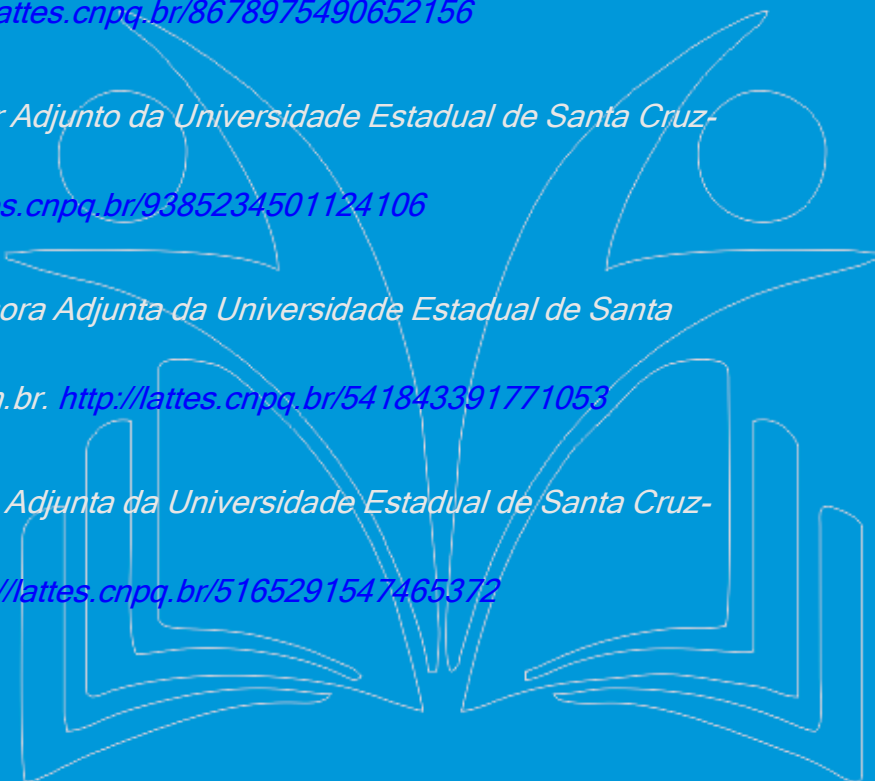 attes.cnpq.br/8678975490652156
r Adjunto da Universidade Estadual de Santa Cruz-
s.cnpq.br/9385234501124106
ora Adjunta da Universidade Estadual de Santa
n.br. http://lattes.cnpq.br/541843391771053
Adjunta da Universidade Estadual de Santa Cruz-
//lattes.cnpq.br/5165291547465372